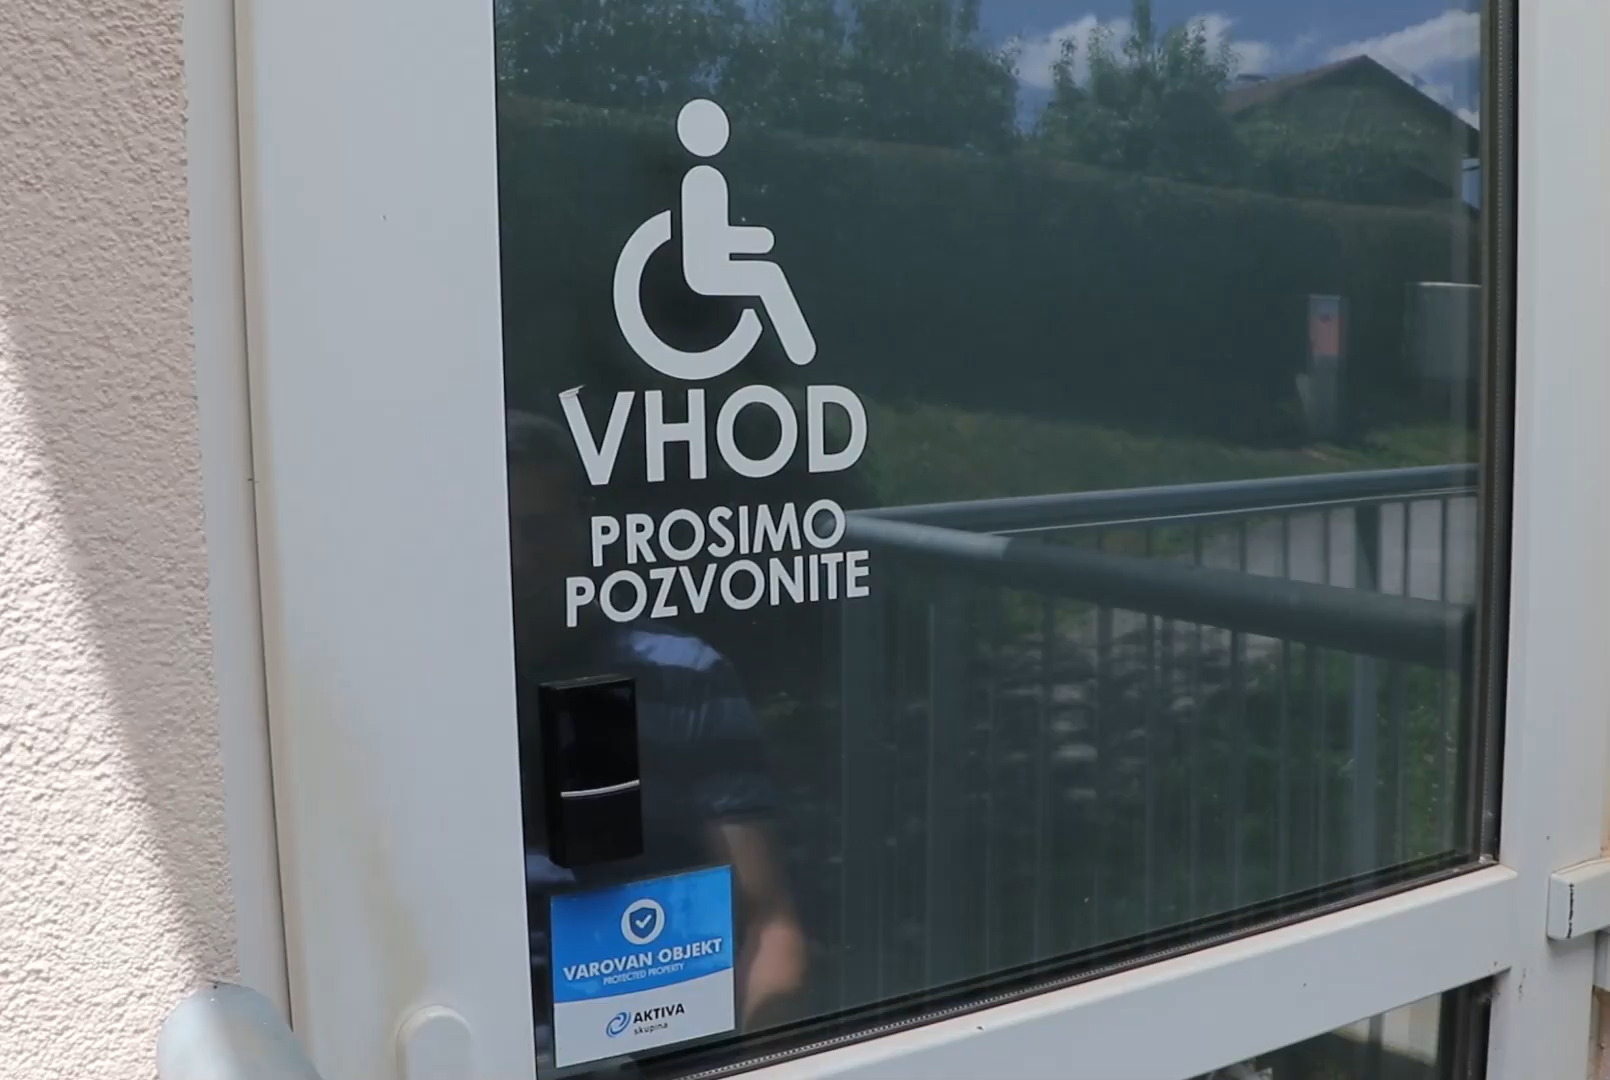 VHOD
PROSIMO
POZVONITE
VAROVAN OBJEKT
PROTECTED PROPERTY
AKTIVA
skupina